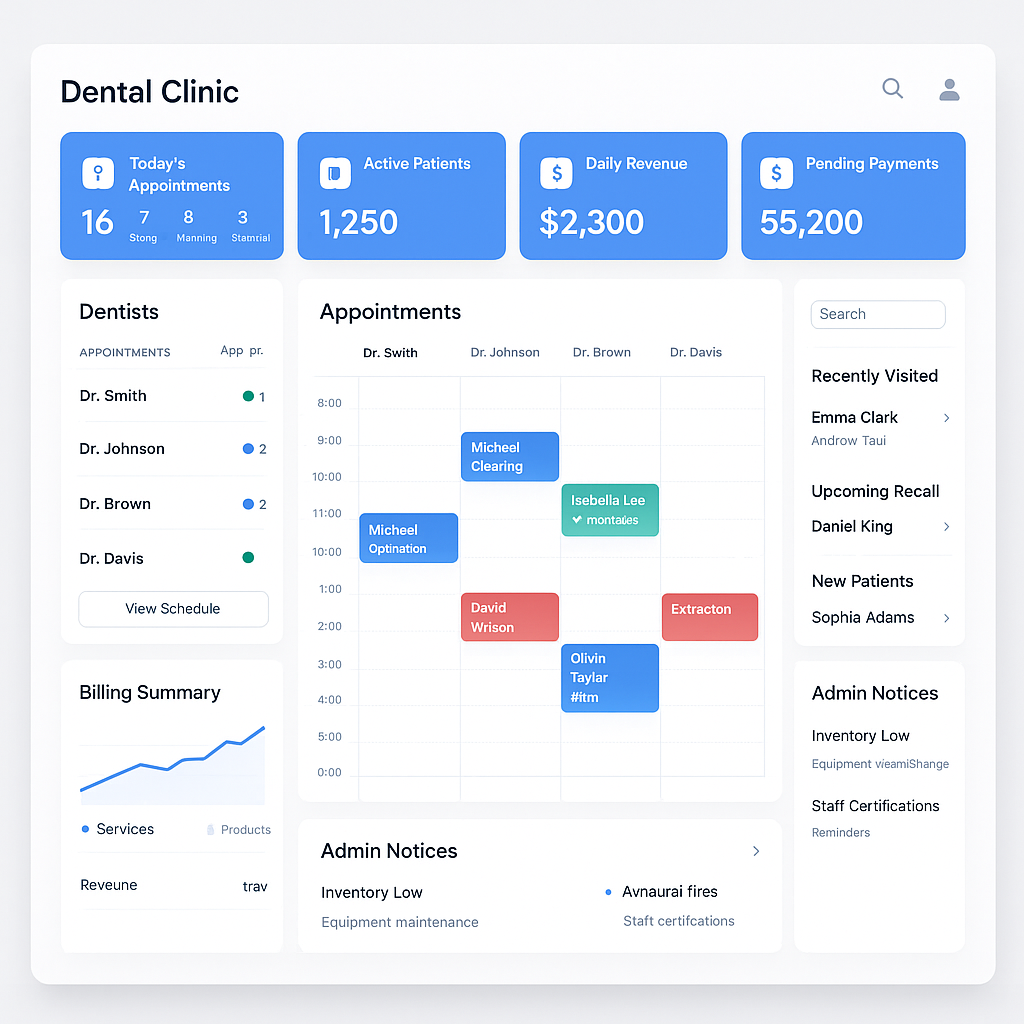 Dental Clinic
Today's
Appointments
16
7
8
3
Stong
Manning
Stamtrial
Active Patients
1,250
$
Daily Revenue
$2,300
$
Pending Payments
55,200
Dentists
APPOINTMENTS
App pr.
Dr. Smith
1
Dr. Johnson
2
Dr. Brown
2
Dr. Davis
View Schedule
Billing Summary
Services
Products
Reveune
trav
Appointments
Dr. Swith
Dr. Johnson
Dr. Brown
Dr. Davis
8:00
9:00
10:00
11:00
10:00
1:00
2:00
3:00
4:00
5:00
0:00
Micheel
Clearing
Isebella Lee
Micheel
Optination
David
Wrison
Extracton
Olivin
Taylar
#itm
Admin Notices
Inventory Low
Equipment maintenance
Avnaurai fires
Staft certifcations
Search
Recently Visited
Emma Clark
Androw Taui
Upcoming Recall
Daniel King
New Patients
Sophia Adams
Admin Notices
Inventory Low
Equipment vieamiShange
Staff Certifications
Reminders